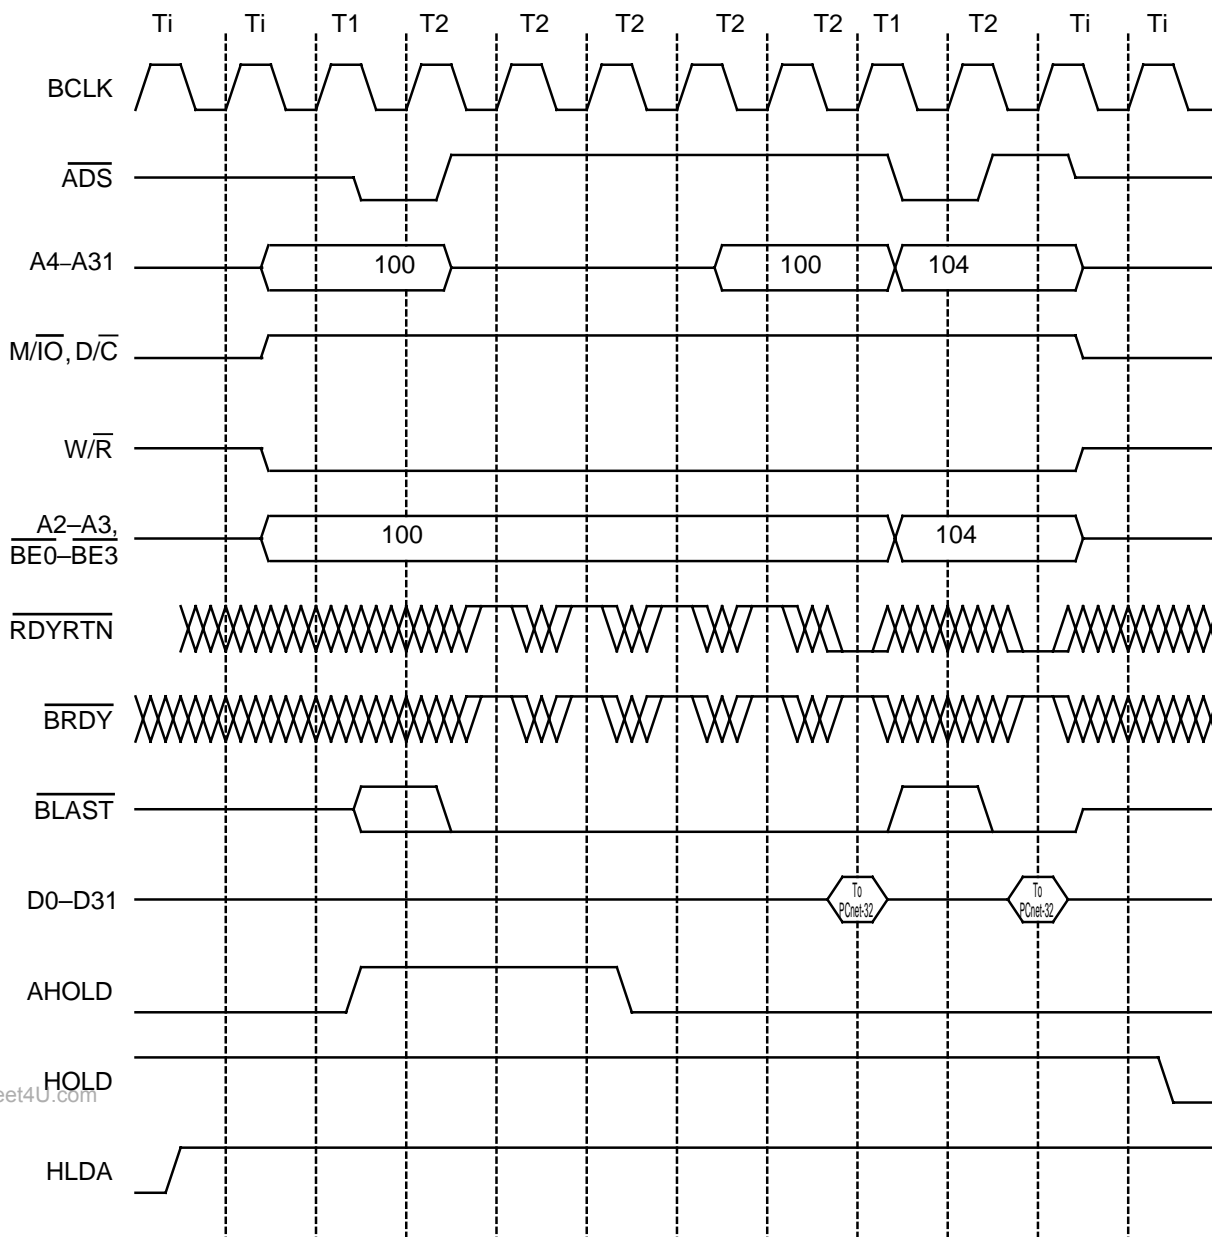 Ti Ti T1 T2 T2 T2 T2 T2 T1 T2 Ti Ti
BCLK
ADS
A4–A31 100 100 104
M/IO, D/C
W/R
A2–A3,
BE0–BE3 100 104
RDYRTN
BRDY
BLAST
D0–D31
To
PCnet-32
To
PCnet-32
AHOLD
HOLD
eet4U.com
HLDA